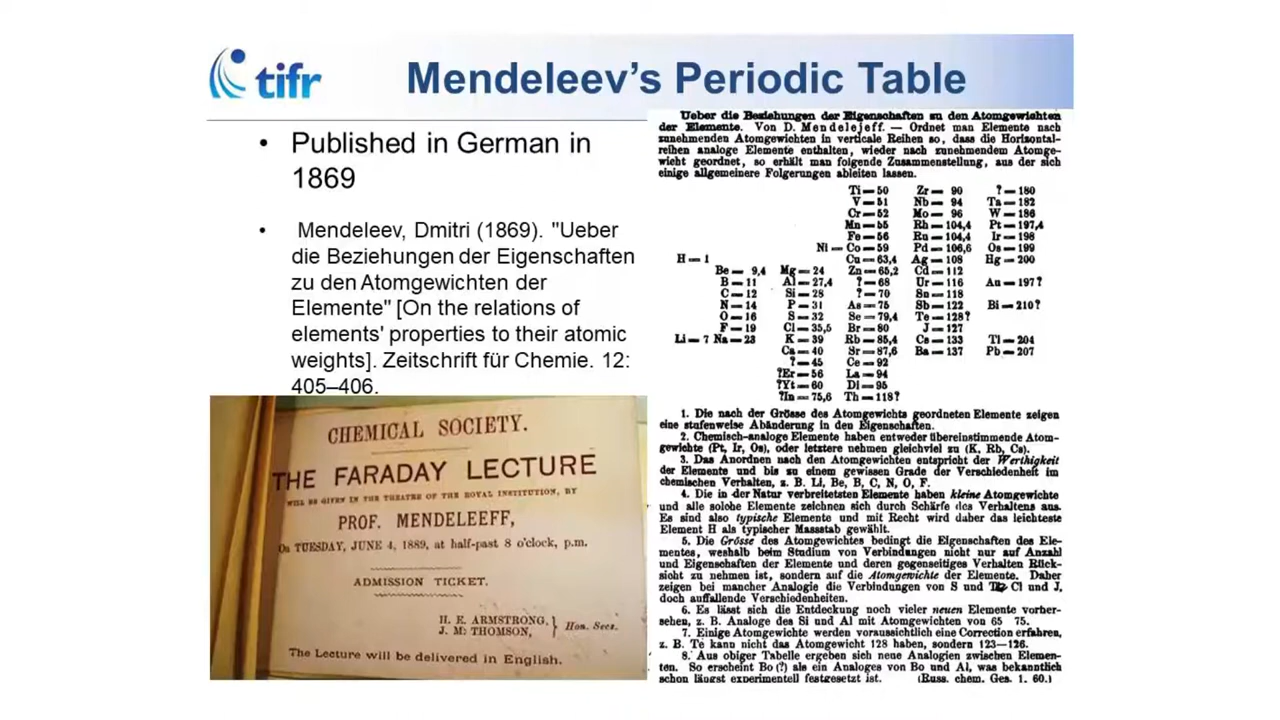 tifr
Mendeleev's Periodic Table
• Published in German in
1869
• Mendeleev, Dmitri (1869). "Ueber
die Beziehungen der Eigenschaften
zu den Atomgewichten der
Elemente" [On the relations of
elements' properties to their atomic
weights]. Zeitschrift für Chemie. 12:
405–406.
CHEMICAL SOCIETY.
THE FARADAY LECTURE
WILL BE GIVEN IN THE THEATRE OF THE ROYAL INSTITUTION, BY
PROF. MENDELEEFF,
On TUESDAY, JUNE 4, 1889, at half-past 8 o'clock, p.m.
ADMISSION TICKET.
H. E. ARMSTRONG, } Hon. Secs.
J. M. THOMSON,
The Lecture will be delivered in English.
Ueber die Beziehungen der Eigenschaften zu den Atomgewichten
der Elemente. Von D. Mendelejeff. — Ordnet man Elemente nach
zunehmenden Atomgewichten in verticale Reihen so, dass die Horizontal-
reihen analoge Elemente enthalten, wieder nach zunehmendem Atomge-
wicht geordnet, so erhält man folgende Zusammenstellung, aus der sich
einige allgemeinere Folgerungen ableiten lassen.
Ti = 50 Zr = 90 ? = 180
V = 51 Nb = 94 Ta = 182
Cr = 52 Mo = 96 W = 186
Mn = 55 Rh = 104,4 Pt = 197,4
Fe = 56 Ru = 104,4 Ir = 198
Ni = Co = 59 Pd = 106,6 Os = 199
H = 1 Cu = 63,4 Ag = 108 Hg = 200
Be = 9,4 Mg = 24 Zn = 65,2 Cd = 112
B = 11 Al = 27,4 ? = 68 Ur = 116 Au = 197?
C = 12 Si = 28 ? = 70 Sn = 118
N = 14 P = 31 As = 75 Sb = 122 Bi = 210?
O = 16 S = 32 Se = 79,4 Te = 128?
F = 19 Cl = 35,5 Br = 80 J = 127
Li = 7 Na = 23 K = 39 Rb = 85,4 Cs = 133 Tl = 204
Ca = 40 Sr = 87,6 Ba = 137 Pb = 207
? = 45 Ce = 92
?Er = 56 La = 94
?Yt = 60 Di = 95
?In = 75,6 Th = 118?
1. Die nach der Grösse des Atomgewichts geordneten Elemente zeigen
eine stufenweise Abänderung in den Eigenschaften.
2. Chemisch-analoge Elemente haben entweder übereinstimmende Atom-
gewichte (Pt, Ir, Os), oder letztere nehmen gleichviel zu (K, Rb, Cs).
3. Das Anordnen nach den Atomgewichten entspricht der Werthigkeit
der Elemente und bis zu einem gewissen Grade der Verschiedenheit im
chemischen Verhalten, z. B. Li, Be, B, C, N, O, F.
4. Die in der Natur verbreitetsten Elemente haben kleine Atomgewichte
und alle solche Elemente zeichnen sich durch Schärfe des Verhaltens aus.
Es sind also typische Elemente und mit Recht wird daher das leichteste
Element H als typischer Massstab gewählt.
5. Die Grösse des Atomgewichtes bedingt die Eigenschaften des Ele-
mentes, weshalb beim Studium von Verbindungen nicht nur auf Anzahl
und Eigenschaften der Elemente und deren gegenseitiges Verhalten Rück-
sicht zu nehmen ist, sondern auf die Atomgewichte der Elemente. Daher
zeigen bei mancher Analogie die Verbindungen von S und Cl und J,
doch auffallende Verschiedenheiten.
6. Es lässt sich die Entdeckung noch vieler neuen Elemente vorher-
sehen, z. B. Analoge des Si und Al mit Atomgewichten von 65 75.
7. Einige Atomgewichte werden voraussichtlich eine Correction erfahren,
z. B. Te kann nicht das Atomgewicht 128 haben, sondern 123—126.
8. Aus obiger Tabelle ergeben sich neue Analogien zwischen Elemen-
ten. So erscheint Bo (?) als ein Analoges von Bo und Al, was bekanntlich
schon längst experimentell festgesetzt ist. (Russ. chem. Ges. 1, 60.)